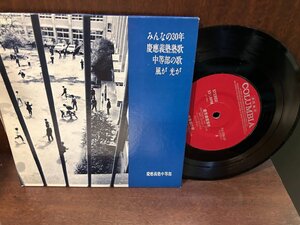 みんなの30年
慶應義塾塾歌
中等部の歌
風が 光が
慶應義塾中等部
COLUMBIA